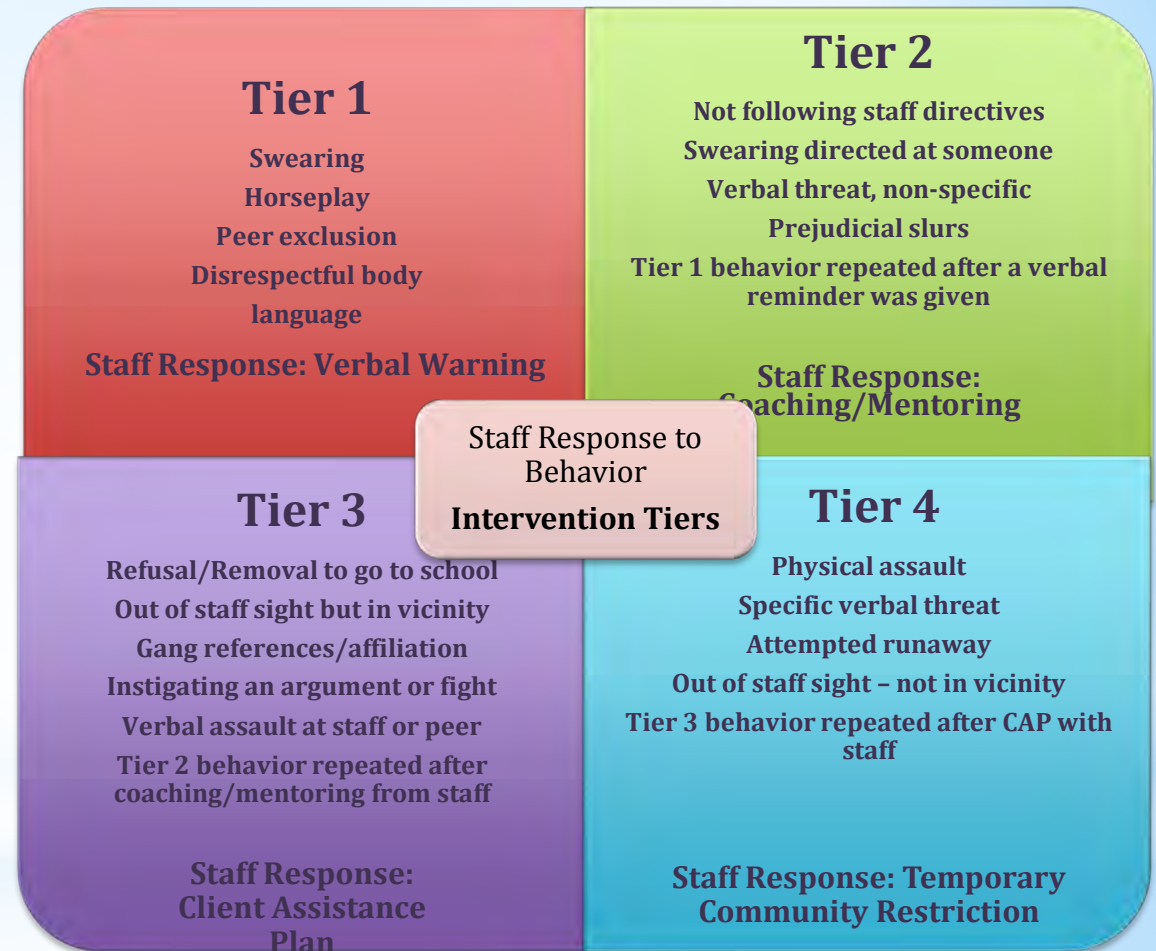 Tier 1
Swearing
Horseplay
Peer exclusion
Disrespectful body
language
Staff Response: Verbal Warning
Tier 2
Not following staff directives
Swearing directed at someone
Verbal threat, non-specific
Prejudicial slurs
Tier 1 behavior repeated after a verbal
reminder was given
Staff Response:
Coaching/Mentoring
Staff Response to
Behavior
Intervention Tiers
Tier 3
Refusal/Removal to go to school
Out of staff sight but in vicinity
Gang references/affiliation
Instigating an argument or fight
Verbal assault at staff or peer
Tier 2 behavior repeated after
coaching/mentoring from staff
Staff Response:
Client Assistance
Plan
Tier 4
Physical assault
Specific verbal threat
Attempted runaway
Out of staff sight – not in vicinity
Tier 3 behavior repeated after CAP with
staff
Staff Response: Temporary
Community Restriction